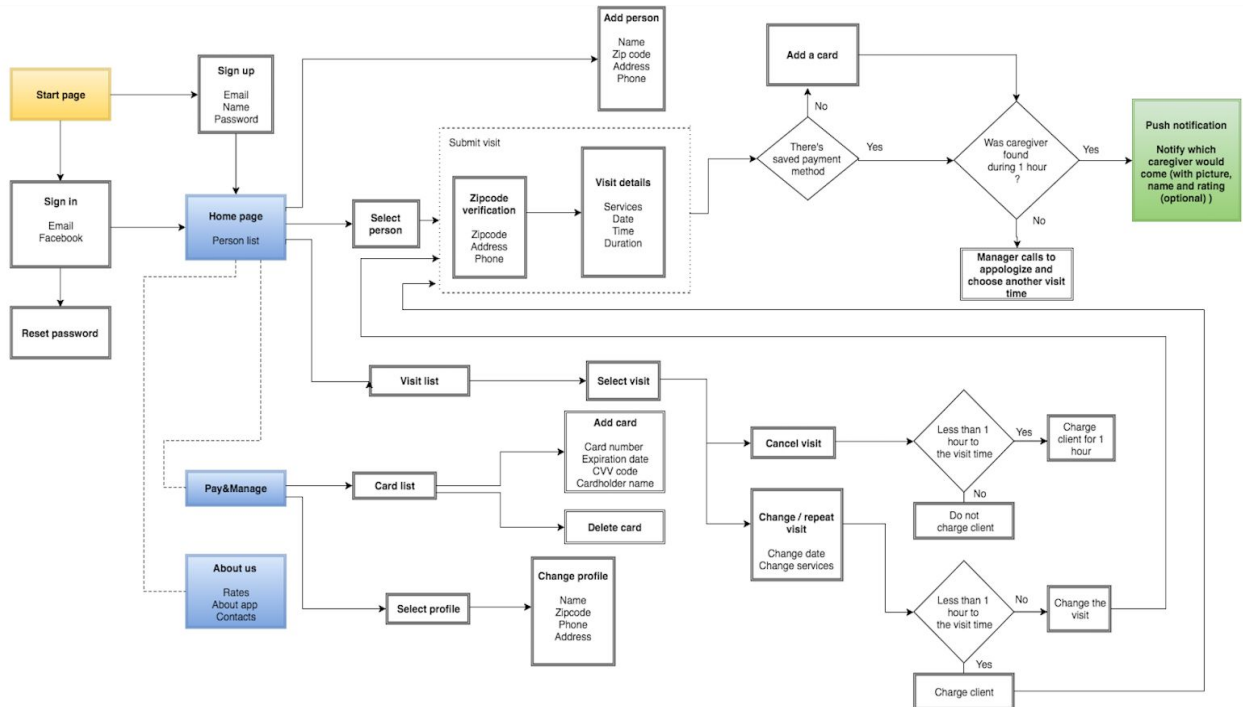 Start page
Sign up
Email
Name
Password
Sign in
Email
Facebook
Reset password
Home page
Person list
Add person
Name
Zip code
Address
Phone
Select
person
Submit visit
Zipcode
verification
Zipcode
Address
Phone
Visit details
Services
Date
Time
Duration
There's
saved payment
method
No
Add a card
Yes
Was caregiver
found
during 1 hour
?
Yes
Push notification
Notify which
caregiver would
come (with picture,
name and rating
(optional) )
No
Manager calls to
appologize and
choose another visit
time
Visit list
Select visit
Cancel visit
Less than 1
hour to
the visit time
Yes
Charge
client for 1
hour
No
Do not
charge client
Change / repeat
visit
Change date
Change services
Less than 1
hour to
the visit time
No
Change the
visit
Yes
Charge client
Pay&Manage
Card list
Add card
Card number
Expiration date
CVV code
Cardholder name
Delete card
Select profile
Change profile
Name
Zipcode
Phone
Address
About us
Rates
About app
Contacts